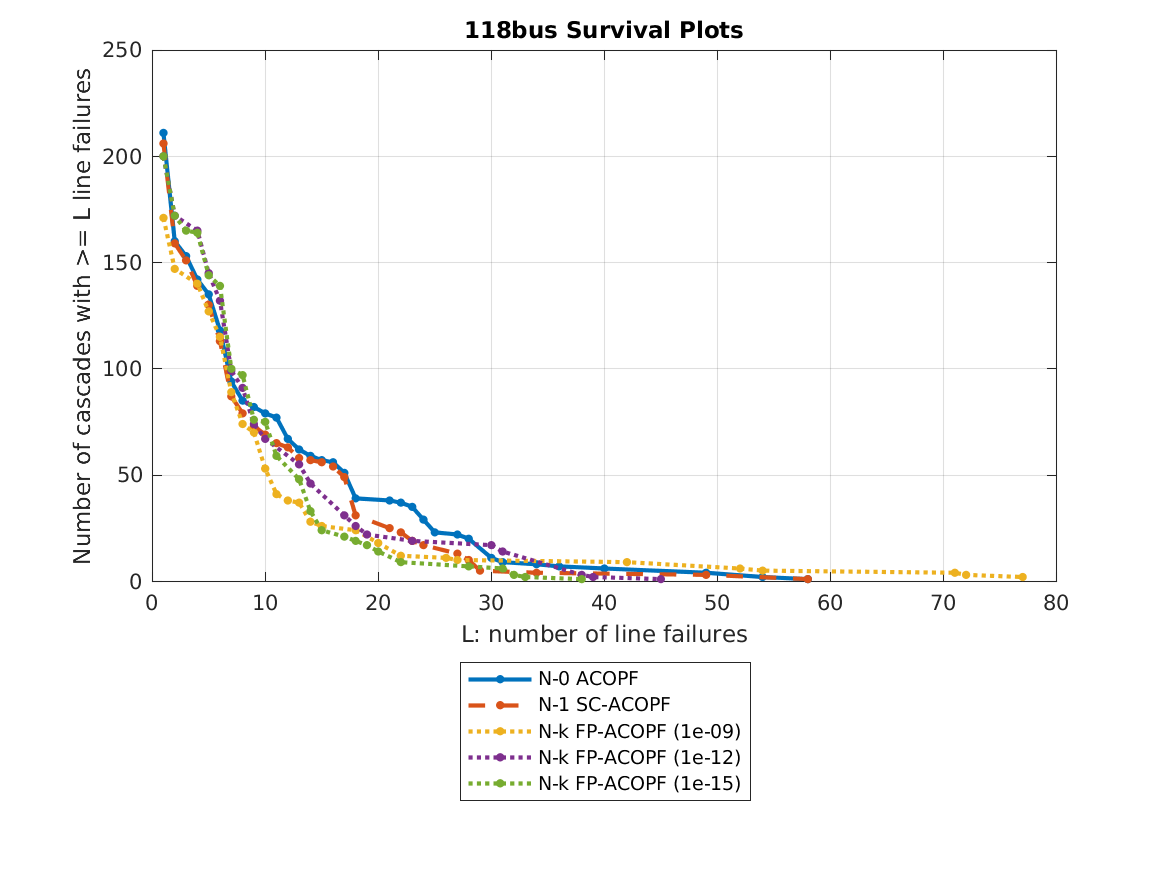 118bus Survival Plots
250
200
150
100
50
0
Number of cascades with >= L line failures
0 10 20 30 40 50 60 70 80
L: number of line failures
N-0 ACOPF
N-1 SC-ACOPF
N-k FP-ACOPF (1e-09)
N-k FP-ACOPF (1e-12)
N-k FP-ACOPF (1e-15)